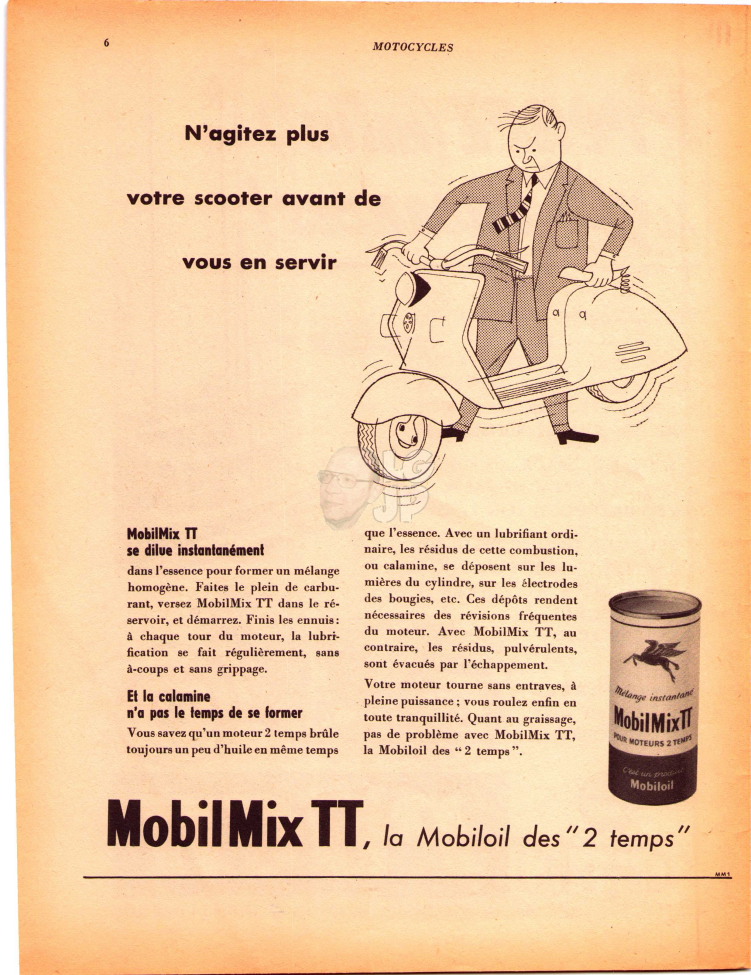 6
MOTOCYCLES
N'agitez plus
votre scooter avant de
vous en servir
LG
JP
MobilMix TT
se dilue instantanément
dans l'essence pour former un mélange
homogène. Faites le plein de carbu-
rant, versez MobilMix TT dans le ré-
servoir, et démarrez. Finis les ennuis :
à chaque tour du moteur, la lubri-
fication se fait régulièrement, sans
à-coups et sans grippage.
Et la calamine
n'a pas le temps de se former
Vous savez qu'un moteur 2 temps brûle
toujours un peu d'huile en même temps
que l'essence. Avec un lubrifiant ordi-
naire, les résidus de cette combustion,
ou calamine, se déposent sur les lu-
mières du cylindre, sur les électrodes
des bougies, etc. Ces dépôts rendent
nécessaires des révisions fréquentes
du moteur. Avec MobilMix TT, au
contraire, les résidus, pulvérulents,
sont évacués par l'échappement.
Votre moteur tourne sans entraves, à
pleine puissance ; vous roulez enfin en
toute tranquillité. Quant au graissage,
pas de problème avec MobilMix TT,
la Mobiloil des “ 2 temps ”.
Mélange instantané
MobilMix TT
POUR MOTEURS 2 TEMPS
C'est un produit
Mobiloil
MobilMix TT, la Mobiloil des “ 2 temps ”
MM1